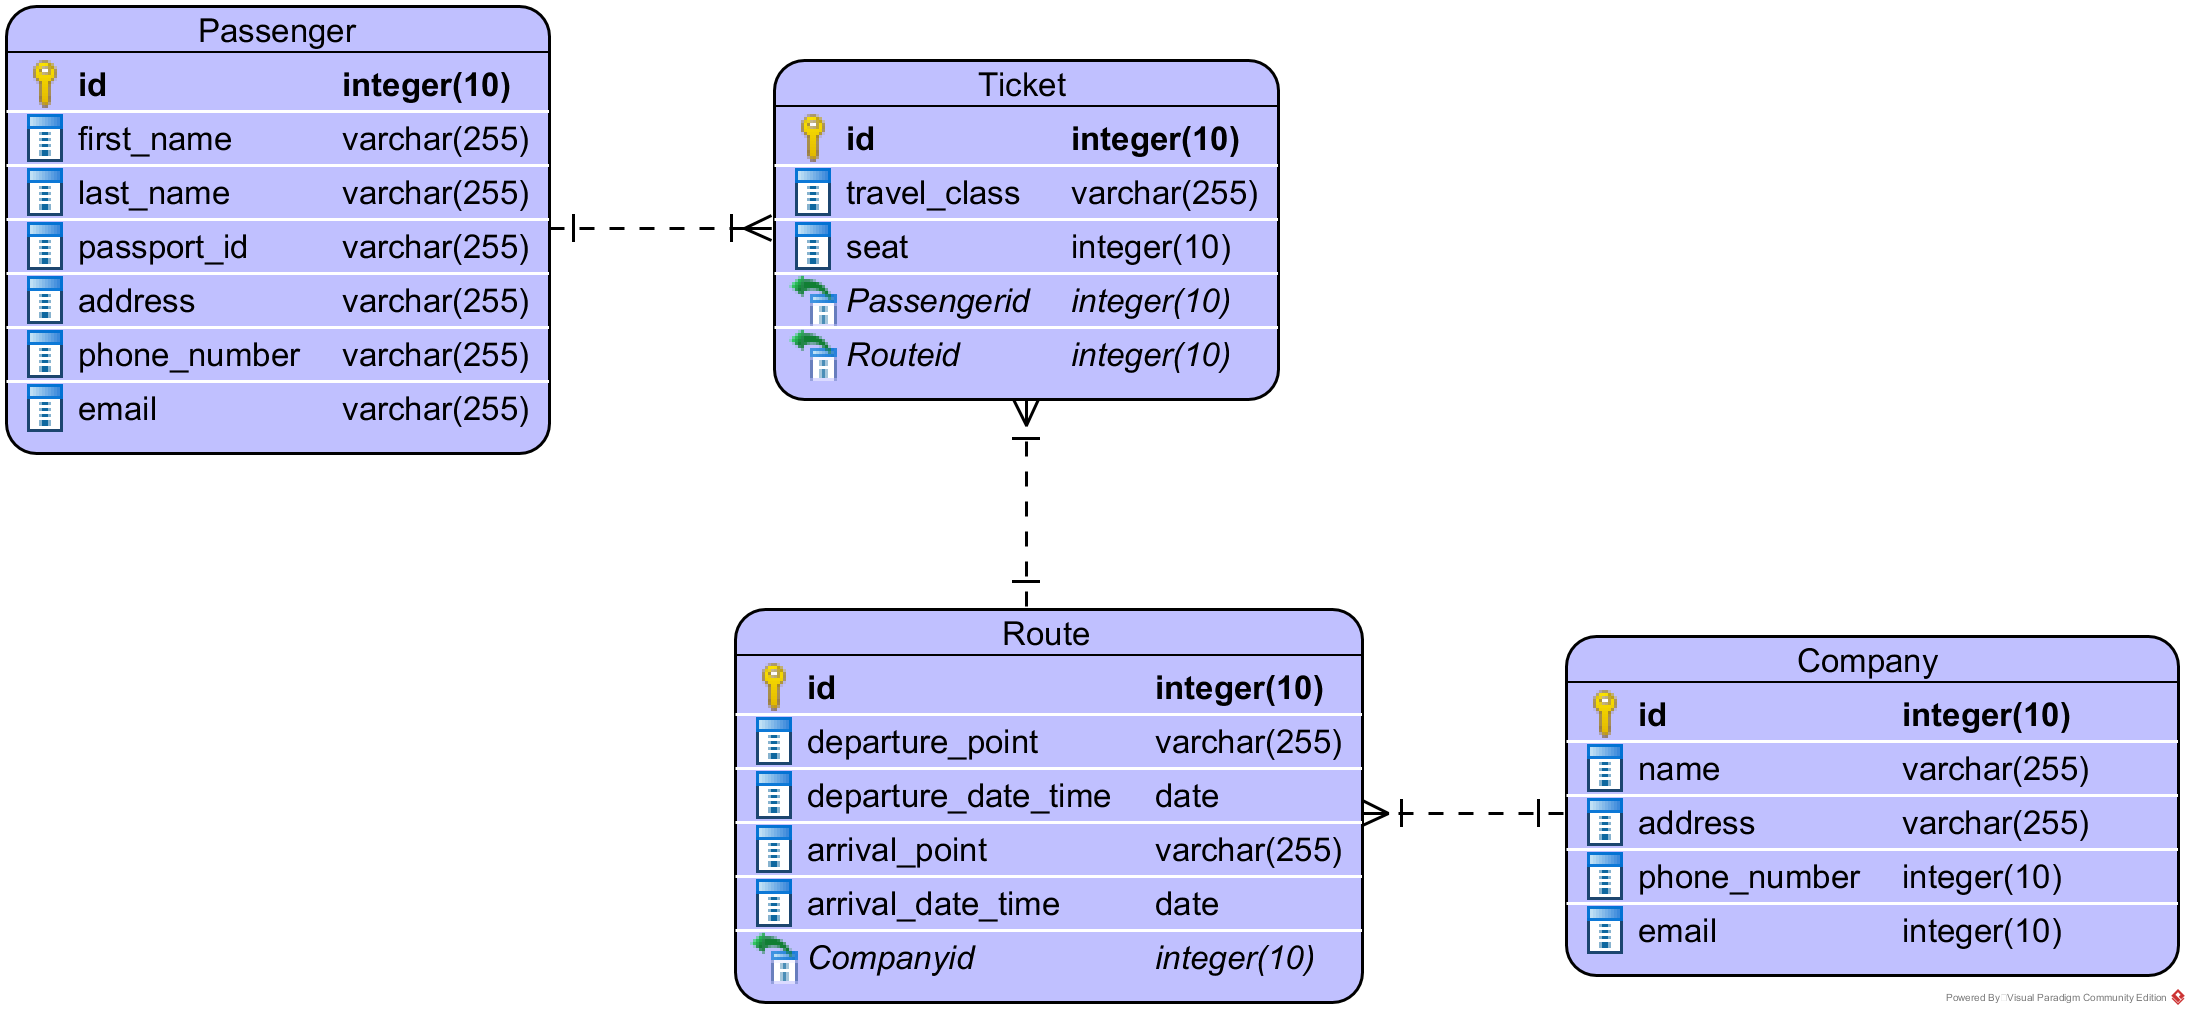 Passenger
id integer(10)
first_name varchar(255)
last_name varchar(255)
passport_id varchar(255)
address varchar(255)
phone_number varchar(255)
email varchar(255)
Ticket
id integer(10)
travel_class varchar(255)
seat integer(10)
Passengerid integer(10)
Routeid integer(10)
Route
id integer(10)
departure_point varchar(255)
departure_date_time date
arrival_point varchar(255)
arrival_date_time date
Companyid integer(10)
Company
id integer(10)
name varchar(255)
address varchar(255)
phone_number integer(10)
email integer(10)
Powered By Visual Paradigm Community Edition